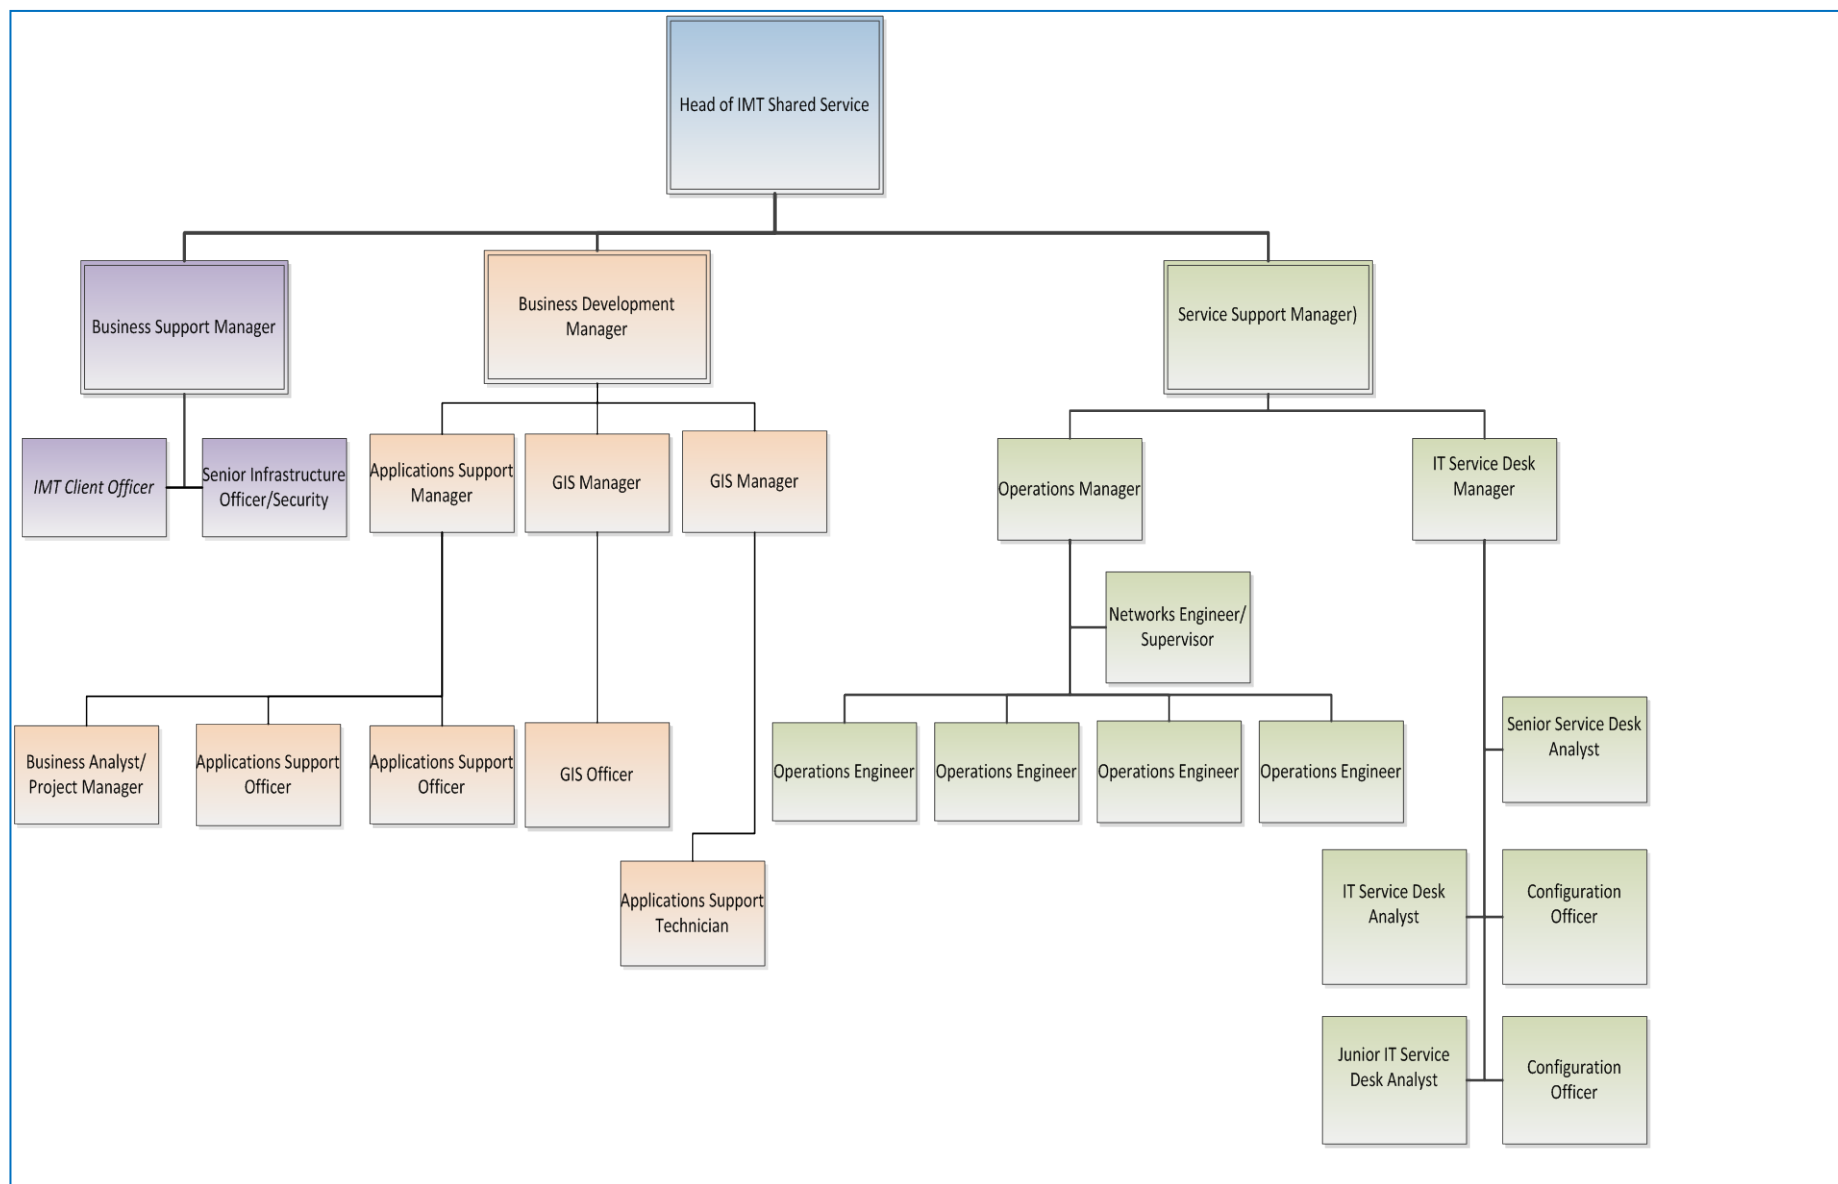 Head of IMT Shared Service
Business Support Manager
Business Development
Manager
Service Support Manager)
IMT Client Officer
Senior Infrastructure
Officer/Security
Applications Support
Manager
GIS Manager
GIS Manager
Operations Manager
IT Service Desk
Manager
Networks Engineer/
Supervisor
Business Analyst/
Project Manager
Applications Support
Officer
Applications Support
Officer
GIS Officer
Operations Engineer
Operations Engineer
Operations Engineer
Operations Engineer
Senior Service Desk
Analyst
Applications Support
Technician
IT Service Desk
Analyst
Configuration
Officer
Junior IT Service
Desk Analyst
Configuration
Officer